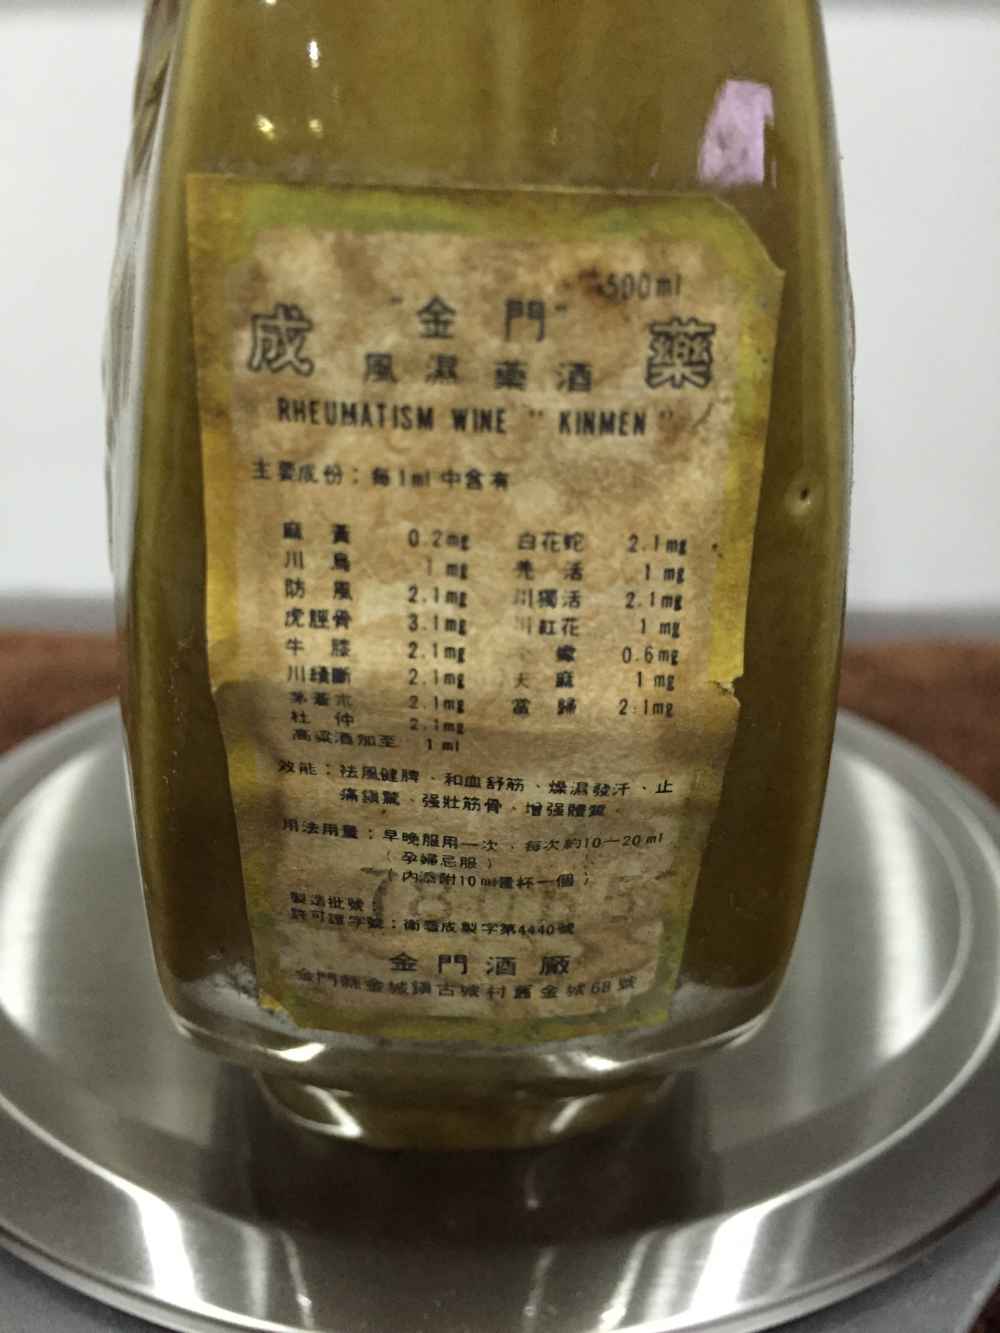 500ml
成 "金門" 藥
風濕藥酒
RHEUMATISM WINE "KINMEN"
主要成份：每1ml中含有
麻黃 0.2mg 白花蛇 2.1mg
川烏 1mg 羌活 1mg
防風 2.1mg 川獨活 2.1mg
虎脛骨 3.1mg 川紅花 1mg
牛膝 2.1mg 0.6mg
川續斷 2.1mg 天麻 1mg
茅蒼朮 2.1mg 當歸 2.1mg
杜仲 2.1mg
高粱酒加至 1ml
效能：祛風健脾、和血舒筋、燥濕發汗、止
痛鎮驚、强壯筋骨、增强體質。
用法用量：早晚服用一次、每次約10—20ml
（孕婦忌服）
（內添附10ml量杯一個）
製造批號：
許可證字號：衛署成製字第4440號
金門酒廠
金門縣金城鎮古城村舊金城68號